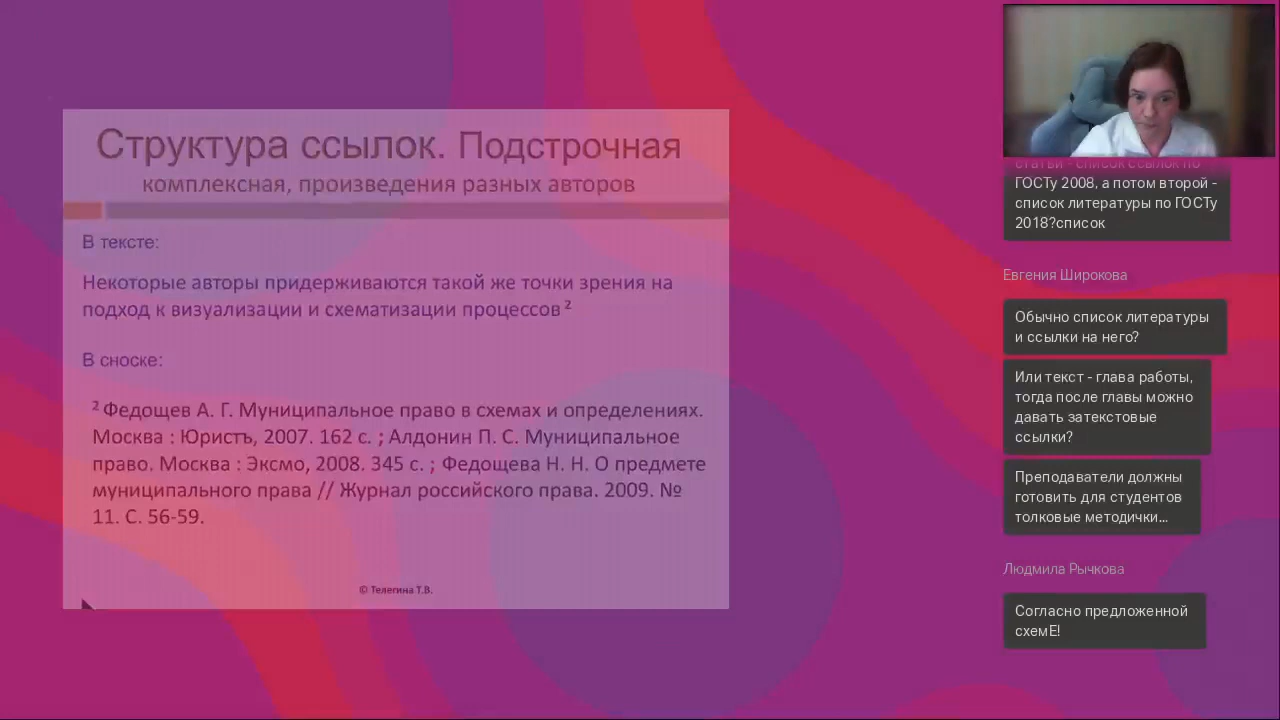 Структура ссылок. Подстрочная
комплексная, произведения разных авторов
В тексте:
Некоторые авторы придерживаются такой же точки зрения на
подход к визуализации и схематизации процессов ²
В сноске:
² Федощев А. Г. Муниципальное право в схемах и определениях.
Москва : Юристъ, 2007. 162 с. ; Алдонин П. С. Муниципальное
право. Москва : Эксмо, 2008. 345 с. ; Федощева Н. Н. О предмете
муниципального права // Журнал российского права. 2009. №
11. С. 56-59.
© Телегина Т.В.
статьи - список ссылок по
ГОСТу 2008, а потом второй -
список литературы по ГОСТу
2018?список
Евгения Широкова
Обычно список литературы
и ссылки на него?
Или текст - глава работы,
тогда после главы можно
давать затекстовые
ссылки?
Преподаватели должны
готовить для студентов
толковые методички...
Людмила Рычкова
Согласно предложенной
схемЕ!